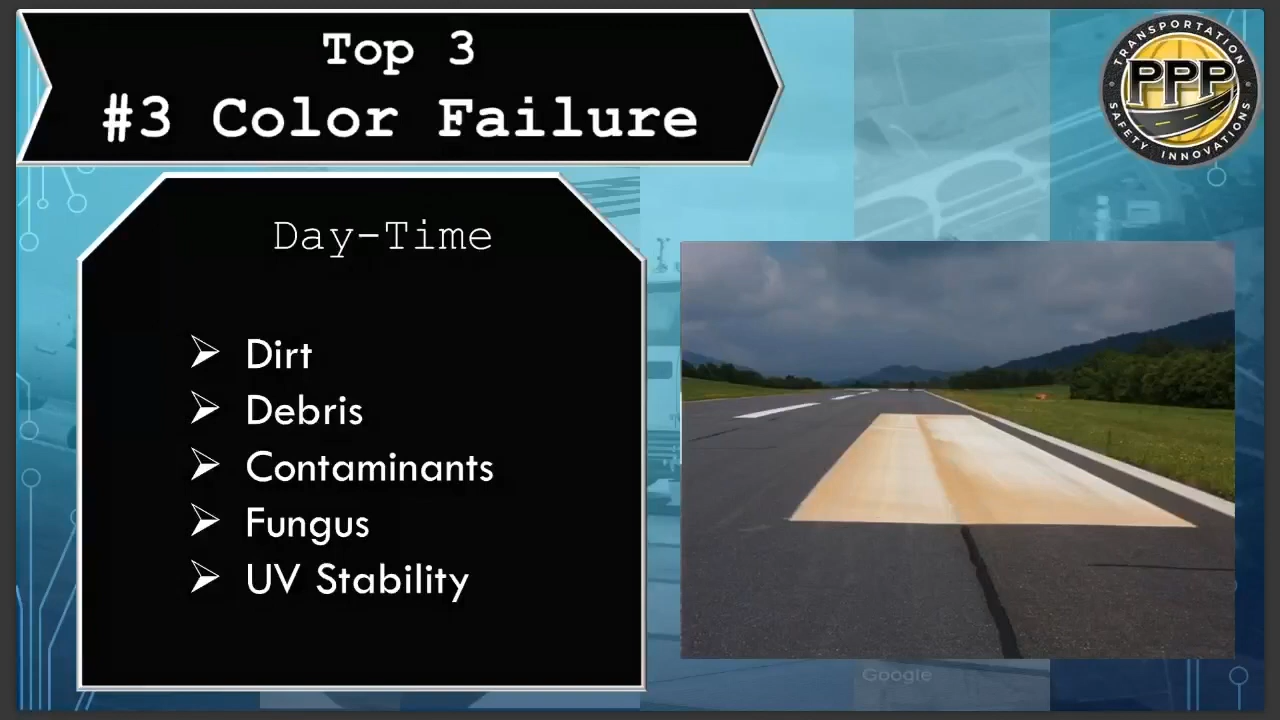 Top 3
#3 Color Failure
TRANSPORTATION
PPP
SAFETY INNOVATIONS
Day-Time
Dirt
Debris
Contaminants
Fungus
UV Stability
Google